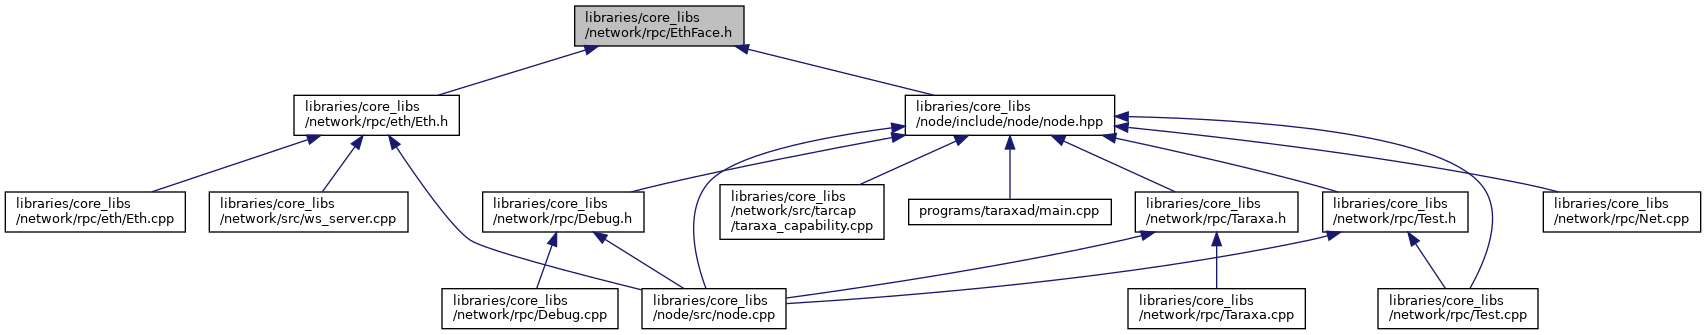 libraries/core_libs
/network/rpc/EthFace.h
libraries/core_libs
/network/rpc/eth/Eth.h
libraries/core_libs
/node/include/node/node.hpp
libraries/core_libs
/network/rpc/eth/Eth.cpp
libraries/core_libs
/network/src/ws_server.cpp
libraries/core_libs
/network/rpc/Debug.h
libraries/core_libs
/network/src/tarcap
/taraxa_capability.cpp
programs/taraxad/main.cpp
libraries/core_libs
/network/rpc/Taraxa.h
libraries/core_libs
/network/rpc/Test.h
libraries/core_libs
/network/rpc/Net.cpp
libraries/core_libs
/network/rpc/Debug.cpp
libraries/core_libs
/node/src/node.cpp
libraries/core_libs
/network/rpc/Taraxa.cpp
libraries/core_libs
/network/rpc/Test.cpp